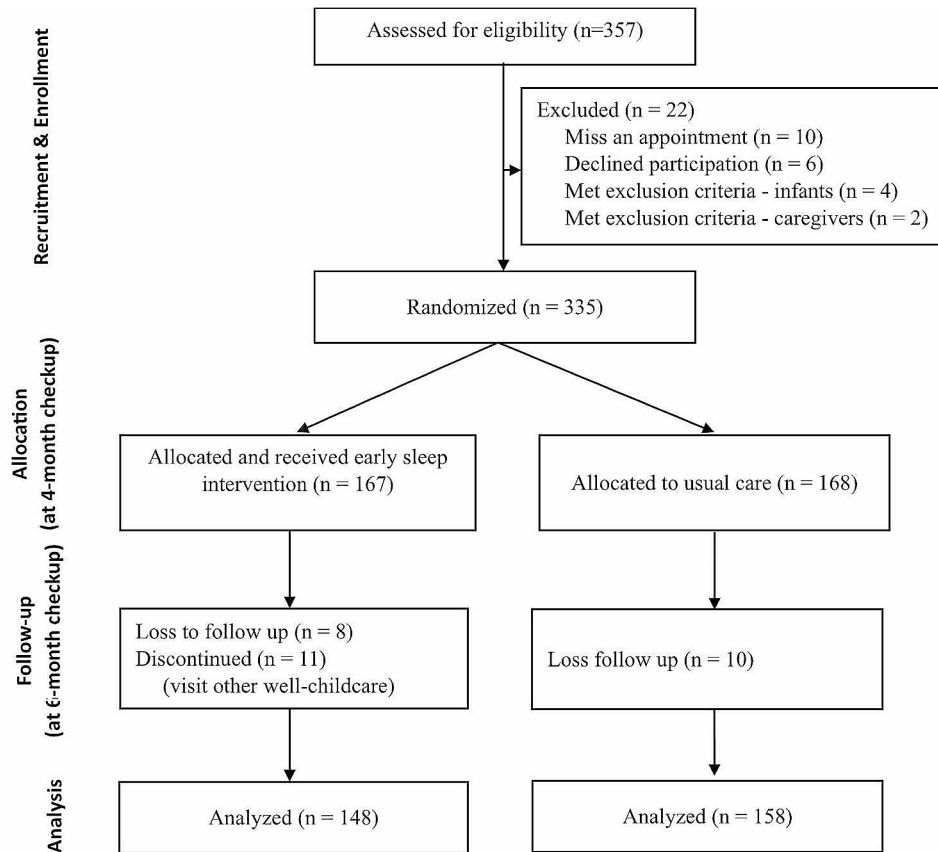 Recruitment & Enrollment
Assessed for eligibility (n=357)
Excluded (n = 22)
Miss an appointment (n = 10)
Declined participation (n = 6)
Met exclusion criteria - infants (n = 4)
Met exclusion criteria - caregivers (n = 2)
Randomized (n = 335)
Allocation
(at 4-month checkup)
Allocated and received early sleep
intervention (n = 167)
Allocated to usual care (n = 168)
Follow-up
(at 6-month checkup)
Loss to follow up (n = 8)
Discontinued (n = 11)
(visit other well-childcare)
Loss follow up (n = 10)
Analysis
Analyzed (n = 148)
Analyzed (n = 158)